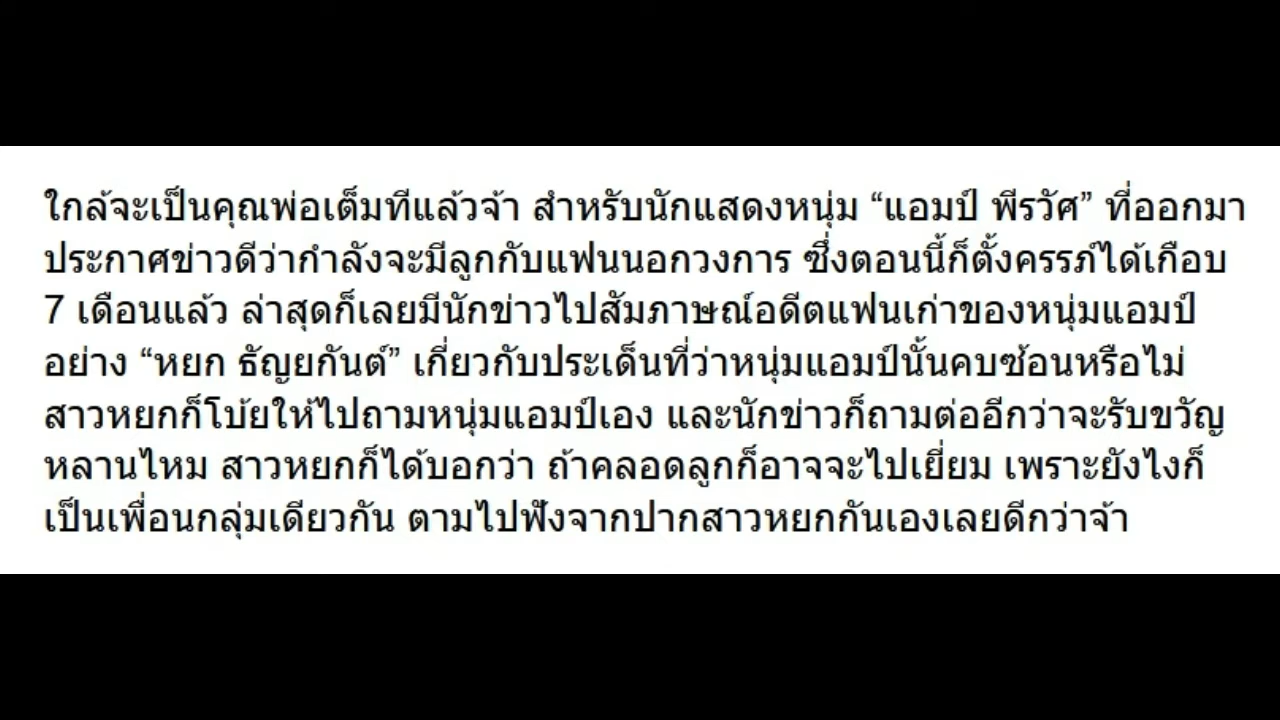 ใกล้จะเป็นคุณพ่อเต็มทีแล้วจ้า สำหรับนักแสดงหนุ่ม “แอมป์ พีรวัศ” ที่ออกมา
ประกาศข่าวดีว่ากำลังจะมีลูกกับแฟนนอกวงการ ซึ่งตอนนี้ก็ตั้งครรภ์ได้เกือบ
7 เดือนแล้ว ล่าสุดก็เลยมีนักข่าวไปสัมภาษณ์อดีตแฟนเก่าของหนุ่มแอมป์
อย่าง “หยก ธัญยกันต์” เกี่ยวกับประเด็นที่ว่าหนุ่มแอมป์นั้นคบซ้อนหรือไม่
สาวหยกก็โบ้ยให้ไปถามหนุ่มแอมป์เอง และนักข่าวก็ถามต่ออีกว่าจะรับขวัญ
หลานไหม สาวหยกก็ได้บอกว่า ถ้าคลอดลูกก็อาจจะไปเยี่ยม เพราะยังไงก็
เป็นเพื่อนกลุ่มเดียวกัน ตามไปฟังจากปากสาวหยกกันเองเลยดีกว่าจ้า